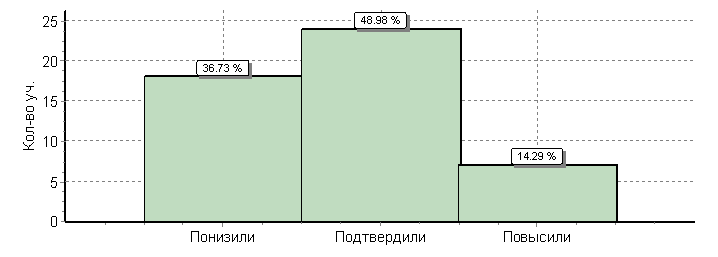 Кол-во уч.
25
20
15
10
5
0
36.73 %
48.98 %
14.29 %
Понизили
Подтвердили
Повысили